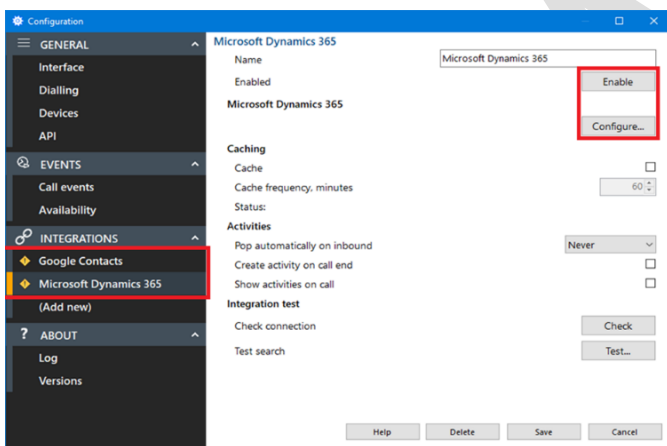 Configuration
GENERAL
Interface
Dialling
Devices
API
EVENTS
Call events
Availability
INTEGRATIONS
Google Contacts
Microsoft Dynamics 365
(Add new)
? ABOUT
Log
Versions
Microsoft Dynamics 365
Name Microsoft Dynamics 365
Enabled Enable
Microsoft Dynamics 365
Configure...
Caching
Cache
Cache frequency, minutes 60
Status:
Activities
Pop automatically on inbound Never
Create activity on call end
Show activities on call
Integration test
Check connection Check
Test search Test...
Help Delete Save Cancel